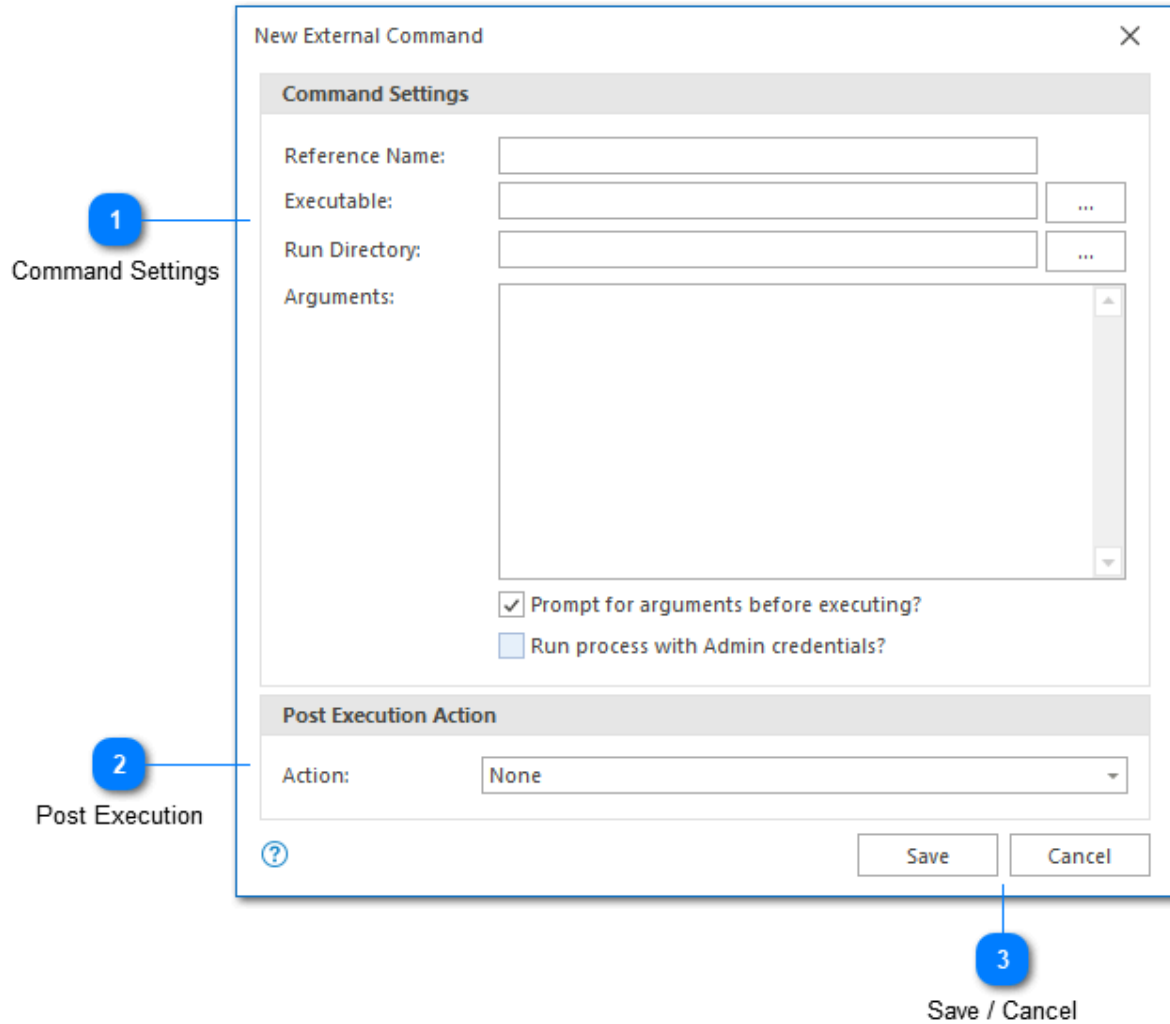 New External Command
Command Settings
Reference Name:
Executable:
...
1
Command Settings
Run Directory:
...
Arguments:
Prompt for arguments before executing?
Run process with Admin credentials?
Post Execution Action
2
Post Execution
Action:
None
?
Save
Cancel
3
Save / Cancel